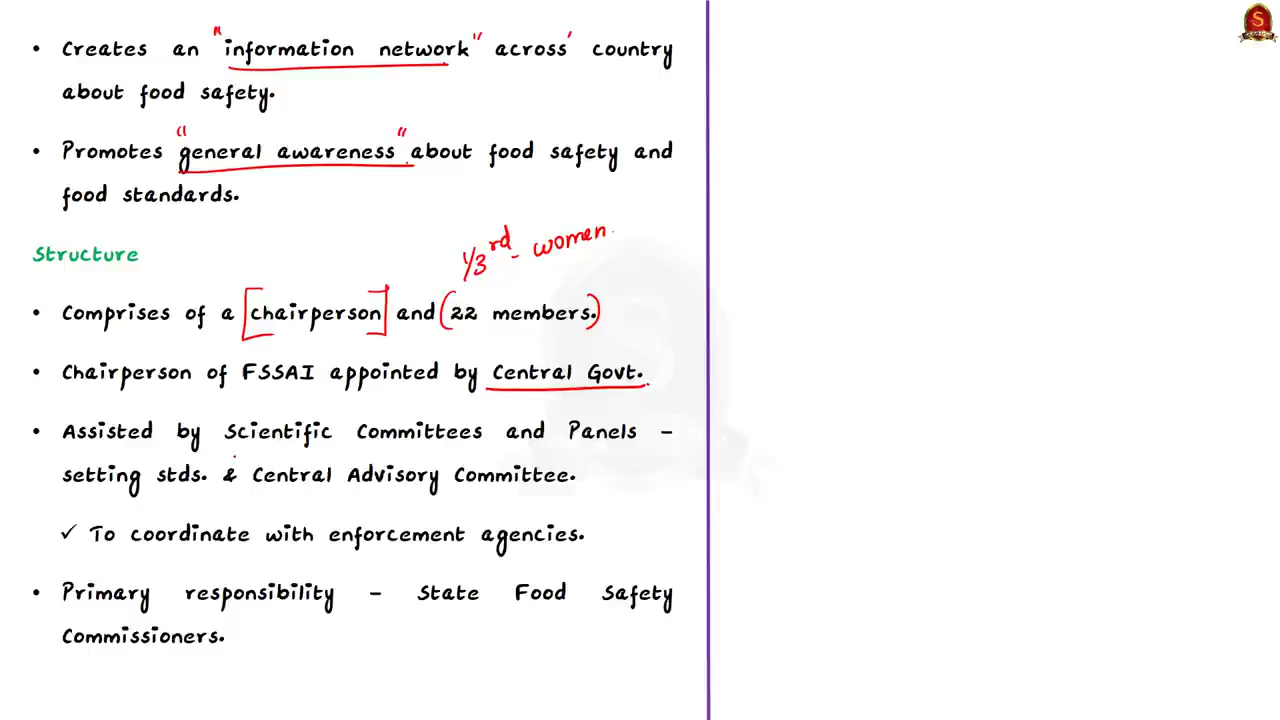 • Creates an "information network" across' country
about food safety.
• Promotes "general awareness" about food safety and
food standards.
Structure
1/3rd - women.
• Comprises of a [chairperson] and (22 members.)
• Chairperson of FSSAI appointed by Central Govt.
• Assisted by Scientific Committees and Panels –
setting stds. & Central Advisory Committee.
✓ To coordinate with enforcement agencies.
• Primary responsibility – State Food Safety
Commissioners.
S
S